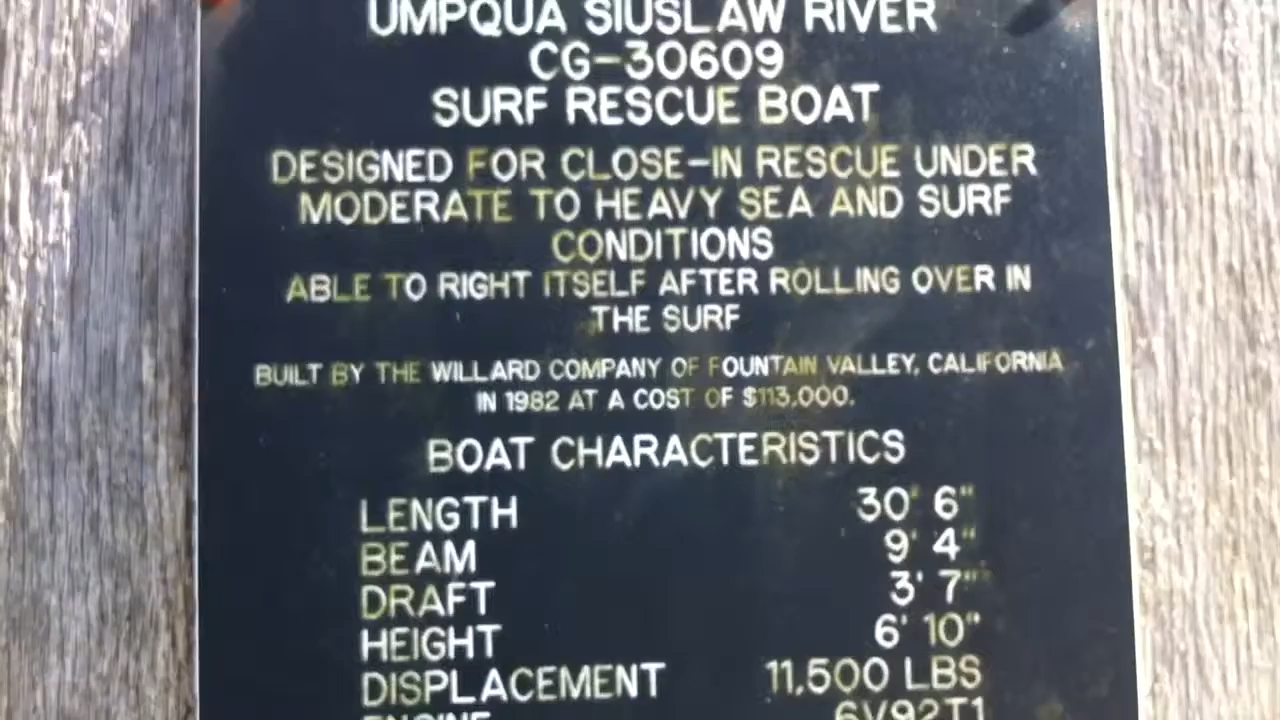 UMPQUA SIUSLAW RIVER
CG-30609
SURF RESCUE BOAT
DESIGNED FOR CLOSE-IN RESCUE UNDER
MODERATE TO HEAVY SEA AND SURF
CONDITIONS
ABLE TO RIGHT ITSELF AFTER ROLLING OVER IN
THE SURF
BUILT BY THE WILLARD COMPANY OF FOUNTAIN VALLEY, CALIFORNIA
IN 1982 AT A COST OF $113,000.
BOAT CHARACTERISTICS
LENGTH 30' 6"
BEAM 9' 4"
DRAFT 3' 7"
HEIGHT 6' 10"
DISPLACEMENT 11,500 LBS
ENGINE 6V92T1